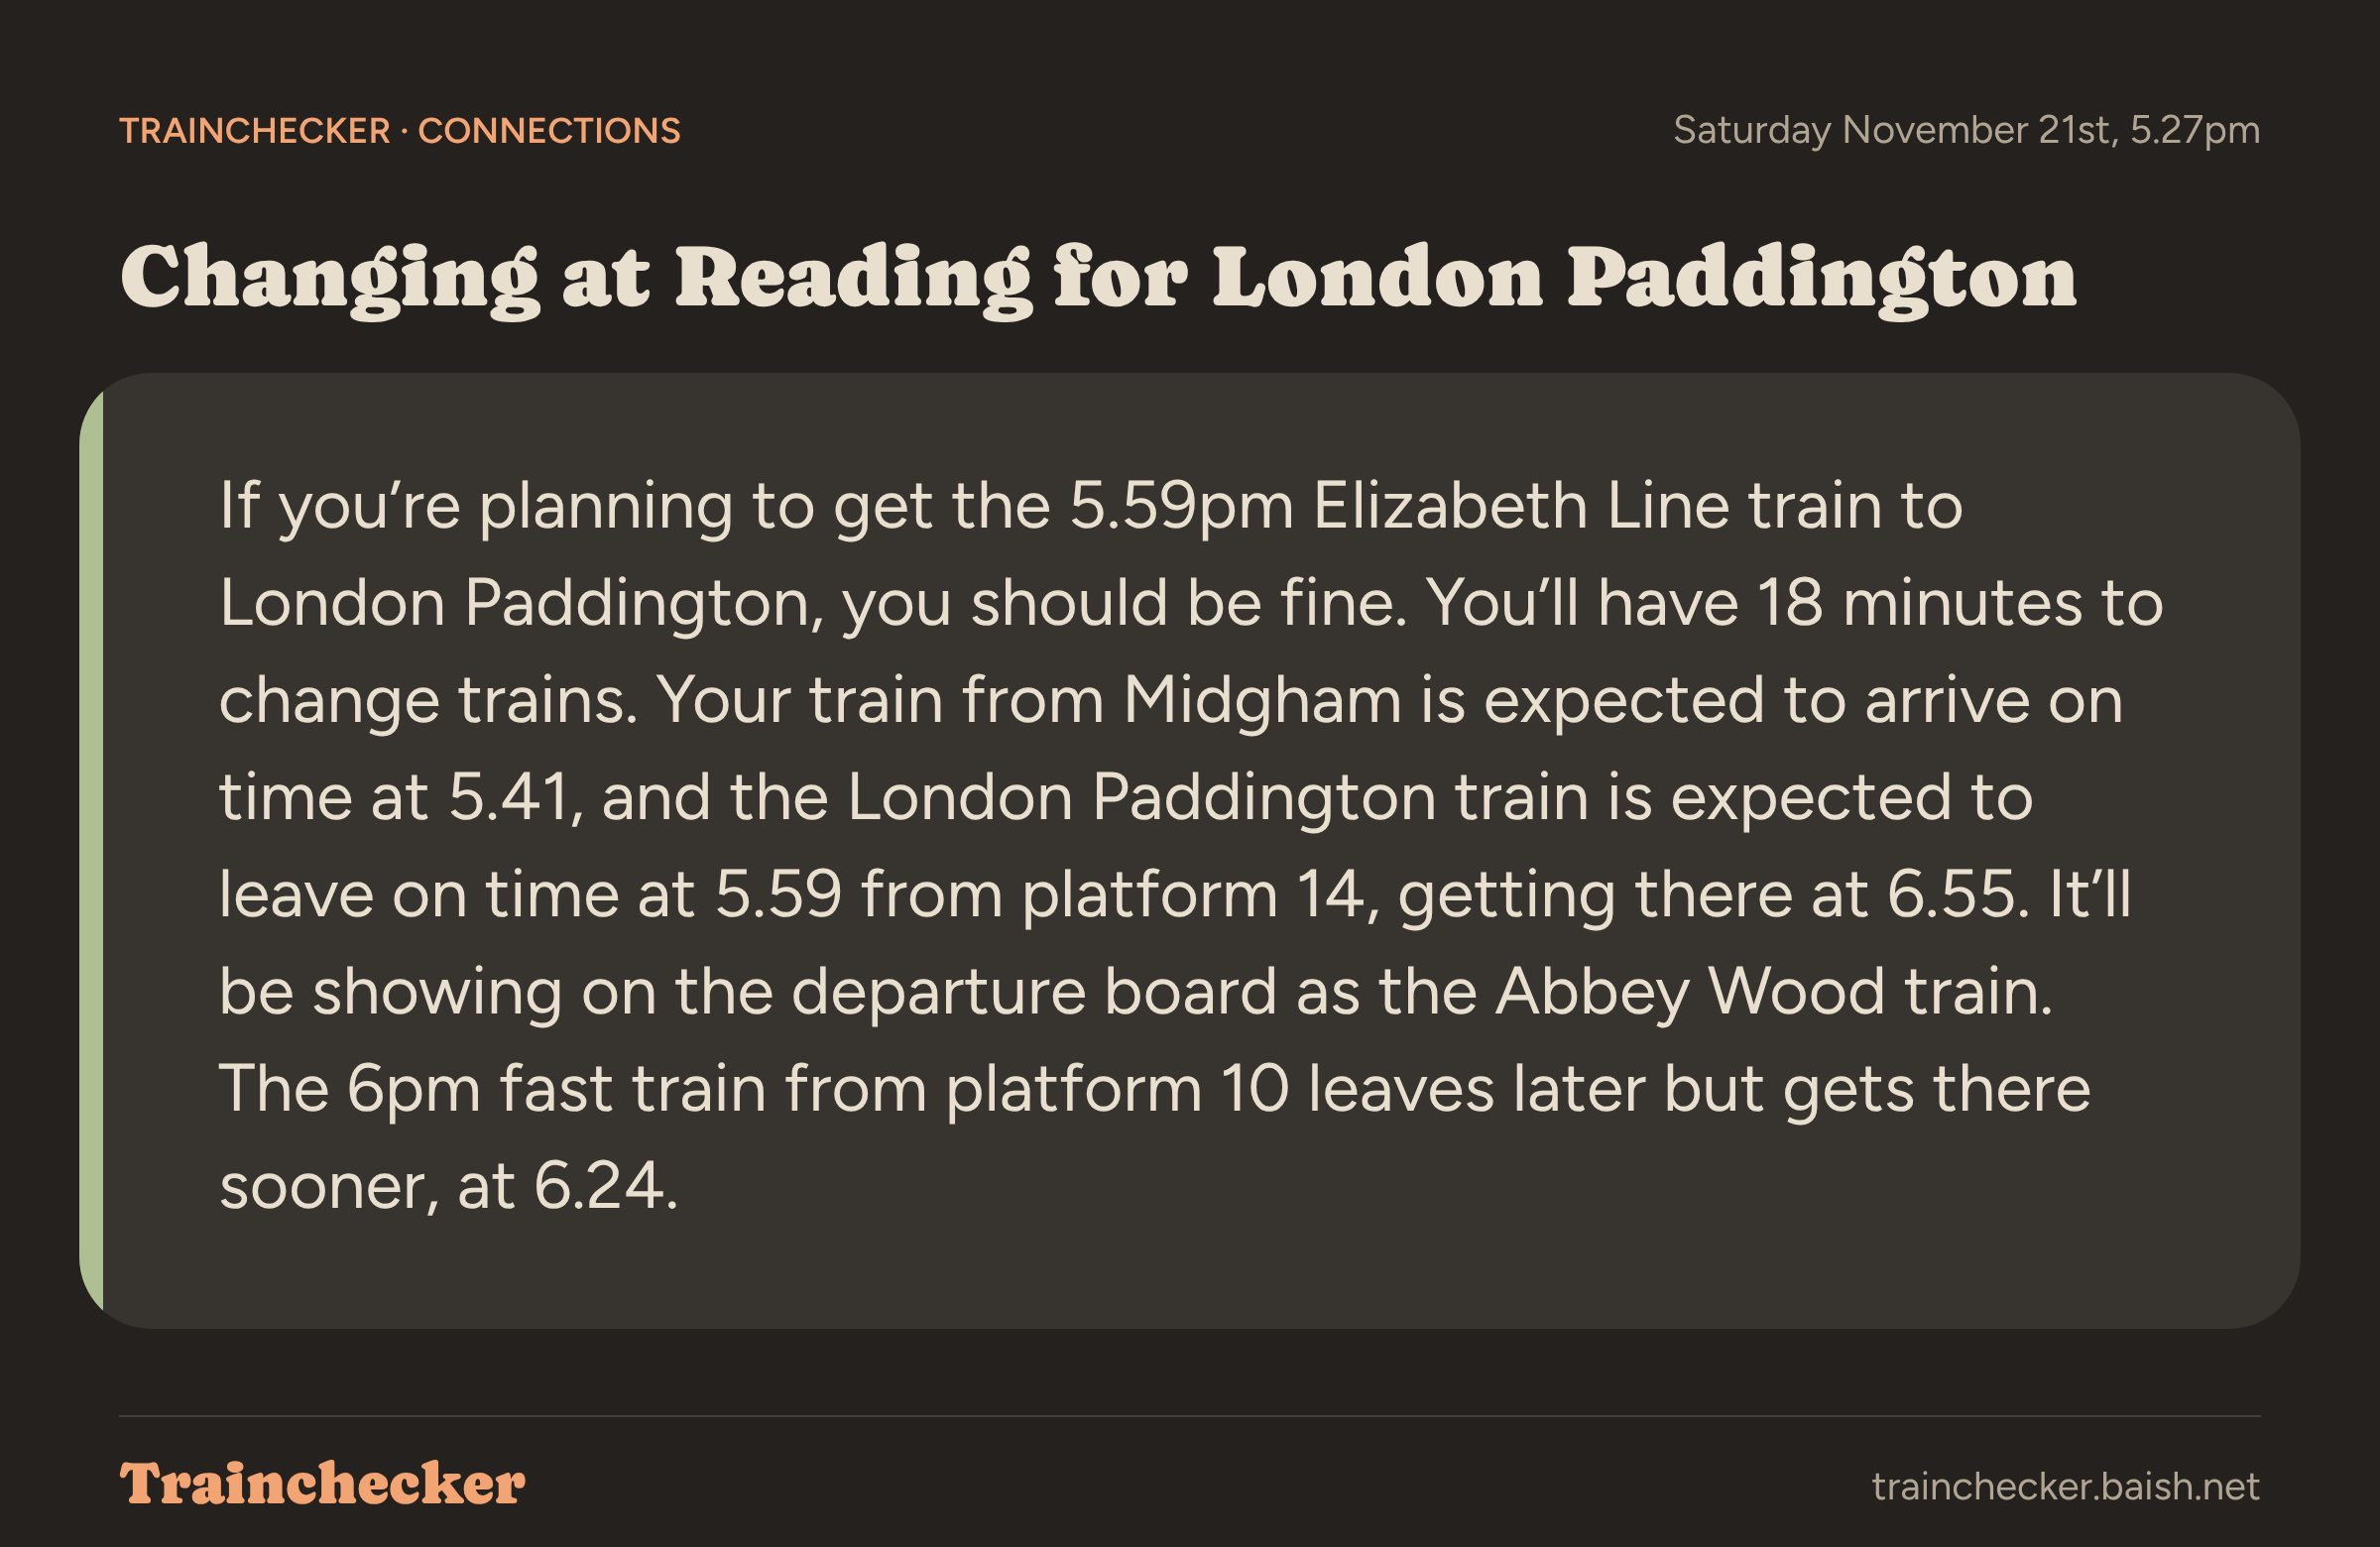 TRAINCHECKER · CONNECTIONS
Saturday November 21st, 5.27pm
Changing at Reading for London Paddington
If you’re planning to get the 5.59pm Elizabeth Line train to
London Paddington, you should be fine. You’ll have 18 minutes to
change trains. Your train from Midgham is expected to arrive on
time at 5.41, and the London Paddington train is expected to
leave on time at 5.59 from platform 14, getting there at 6.55. It’ll
be showing on the departure board as the Abbey Wood train.
The 6pm fast train from platform 10 leaves later but gets there
sooner, at 6.24.
Trainchecker
trainchecker.baish.net